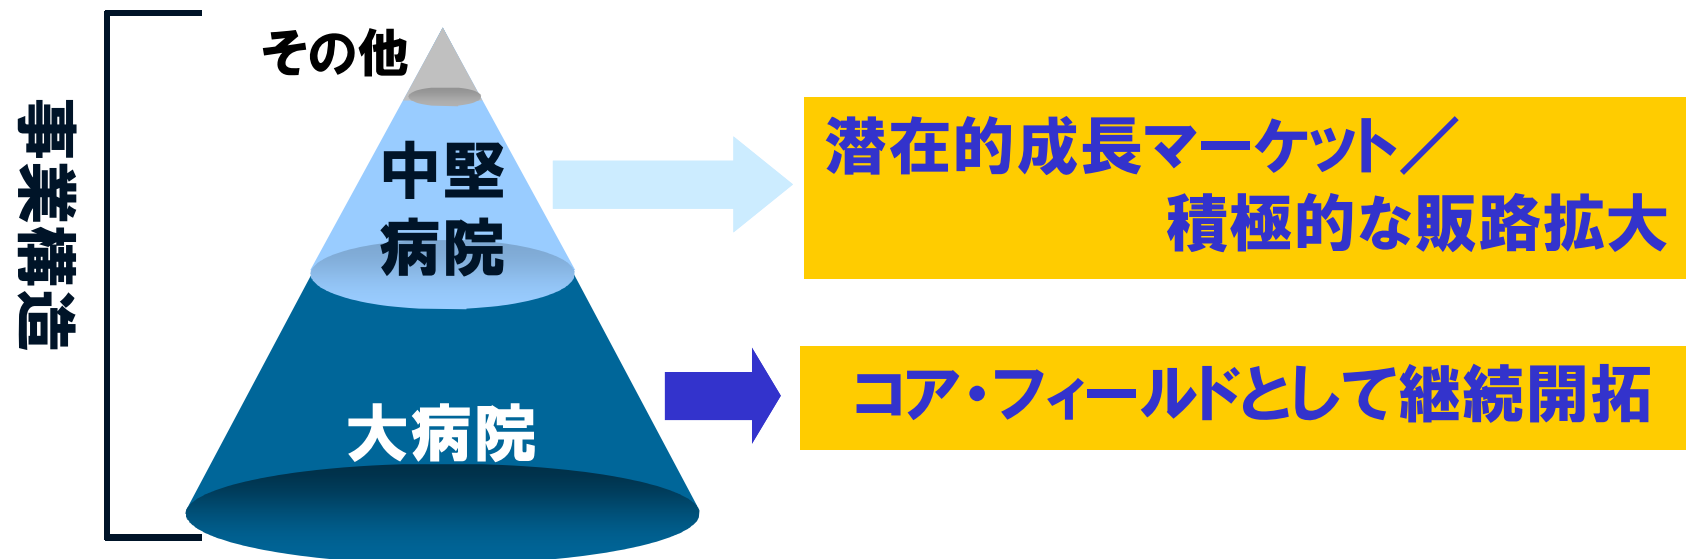 事業構造
その他
中堅
病院
大病院
潜在的成長マーケット／
積極的な販路拡大
コア・フィールドとして継続開拓